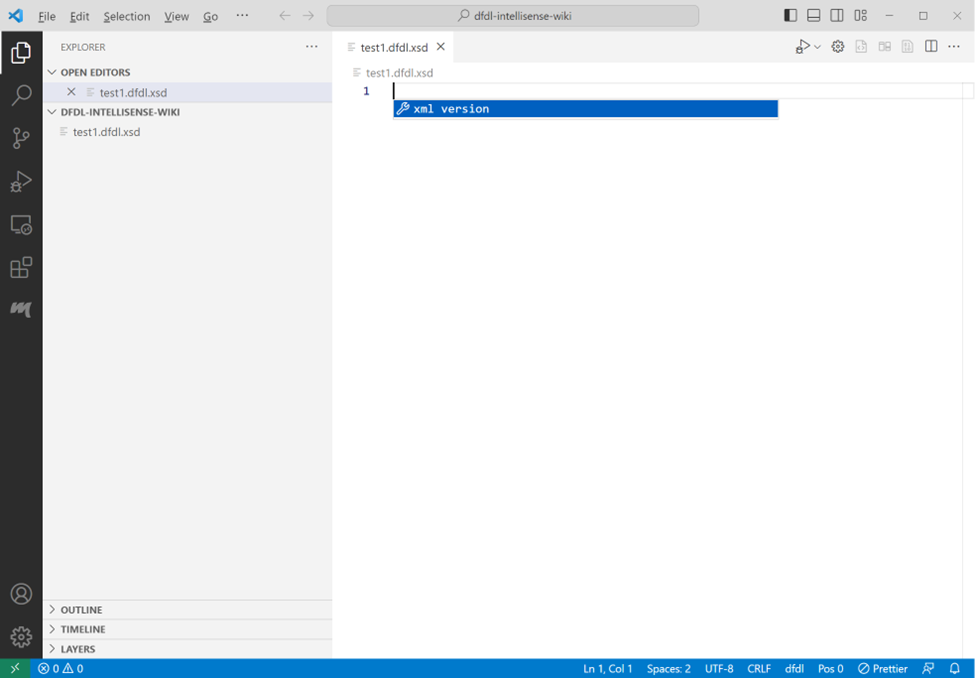 File Edit Selection View Go ··· dfdl-intellisense-wiki
EXPLORER ···
OPEN EDITORS
test1.dfdl.xsd
DFDL-INTELLISENSE-WIKI
test1.dfdl.xsd
OUTLINE
TIMELINE
LAYERS
test1.dfdl.xsd
test1.dfdl.xsd
1
xml version
0 0 Ln 1, Col 1 Spaces: 2 UTF-8 CRLF dfdl Pos 0 Prettier